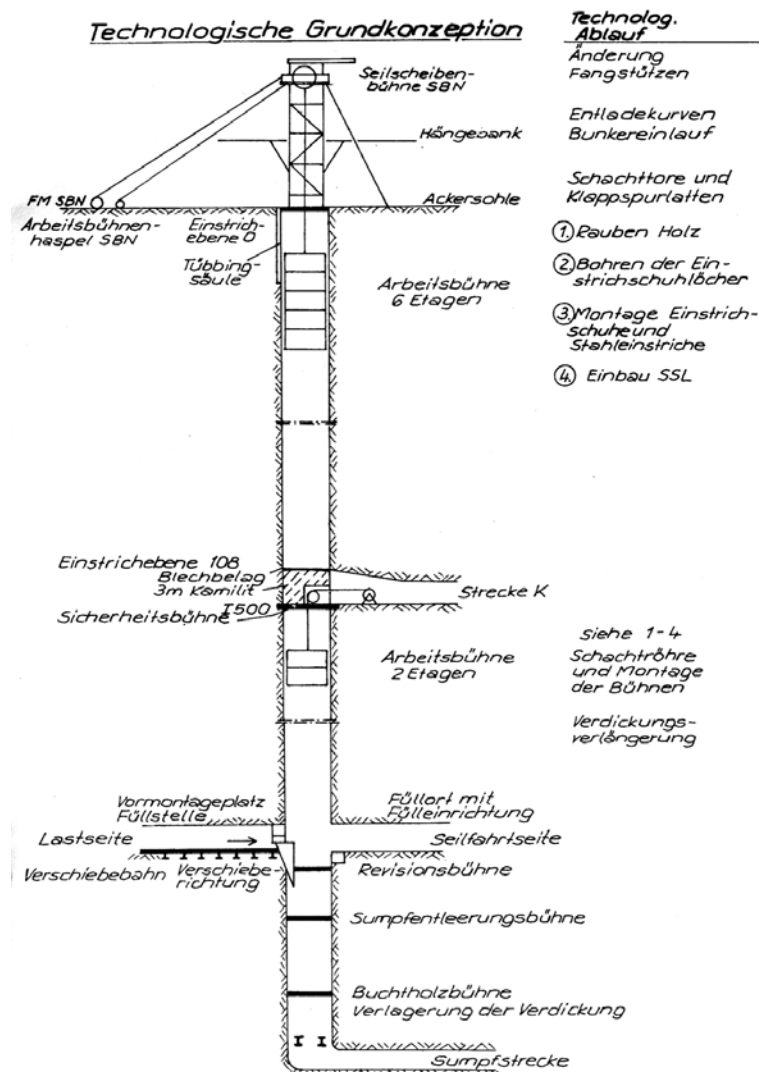 Technologische Grundkonzeption
Technolog.
Ablauf
Änderung
Fangstützen
Seilscheiben-
bühne SBN
Entladekurven
Bunkereinlauf
Hängebank
Schachttore und
Klappspurlatten
FM SBN
Ackersohle
Arbeitsbühnen-
haspel SBN
Einstrich-
ebene 0
Tübbing-
säule
1. Rauben Holz
2. Bohren der Ein-
strichschuhlöcher
Arbeitsbühne
6 Etagen
3. Montage Einstrich-
schuhe und
Stahleinstriche
4. Einbau SSL
Einstrichebene 108
Blechbelag
3m Kamilit
I 500
Sicherheitsbühne
Strecke K
Arbeitsbühne
2 Etagen
siehe 1-4
Schachtröhre
und Montage
der Bühnen
Verdickungs-
verlängerung
Vormontageplatz
Füllstelle
Füllort mit
Fülleinrichtung
Lastseite
Seilfahrtseite
Verschiebebahn
Verschiebe-
richtung
Revisionsbühne
Sumpfentleerungsbühne
Buchtholzbühne
Verlagerung der Verdickung
Sumpfstrecke